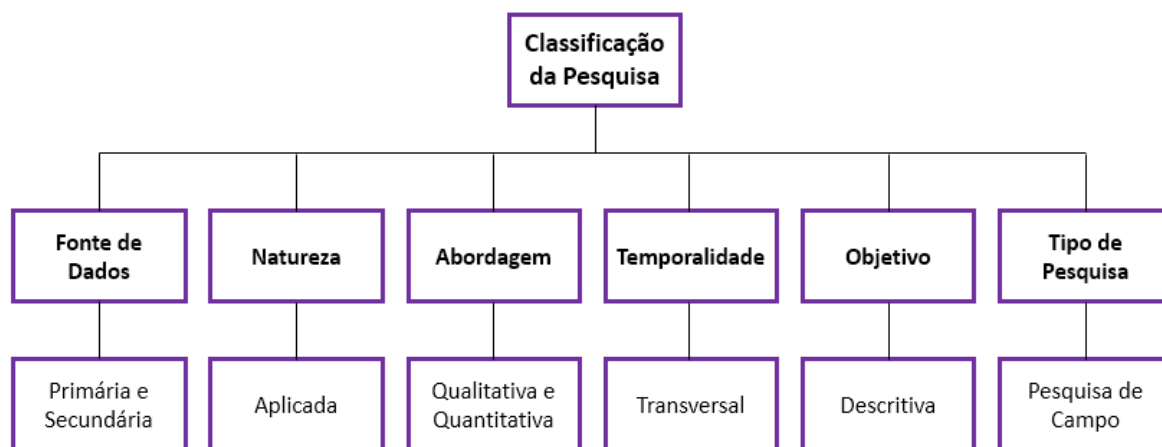 Classificação
da Pesquisa
Fonte de
Dados
Natureza
Abordagem
Temporalidade
Objetivo
Tipo de
Pesquisa
Primária e
Secundária
Aplicada
Qualitativa e
Quantitativa
Transversal
Descritiva
Pesquisa de
Campo